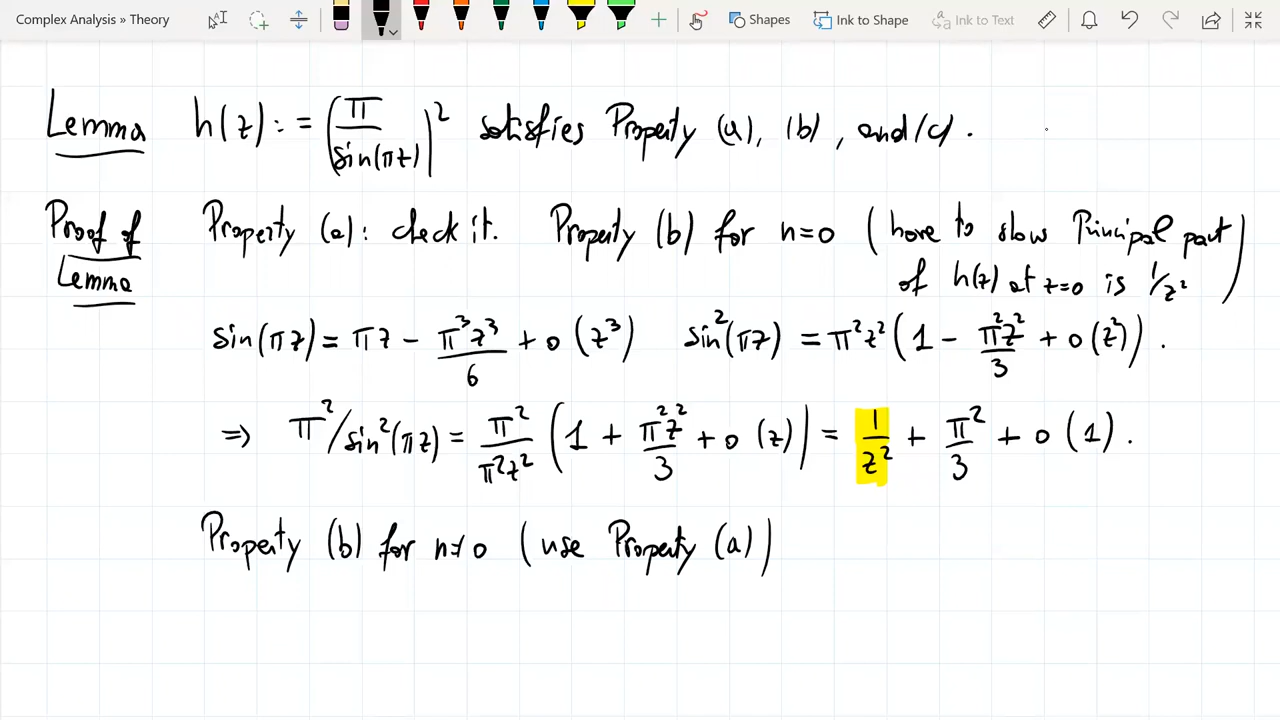 Complex Analysis » Theory
Shapes
Ink to Shape
Ink to Text
Lemma h(z) := (π/sin(πz))² satisfies Property (a), (b), and (c).
Proof of Lemma
Property (a): check it. Property (b) for n=0 (have to show Principal part
of h(z) at z=0 is 1/z²)
sin(πz) = πz - π³z³/6 + o(z³) sin²(πz) = π²z²(1 - π²z²/3 + o(z²)).
⇒ π²/sin²(πz) = π²/π²z² (1 + π²z²/3 + o(z)) = 1/z² + π²/3 + o(1).
Property (b) for n≠0 (use Property (a))